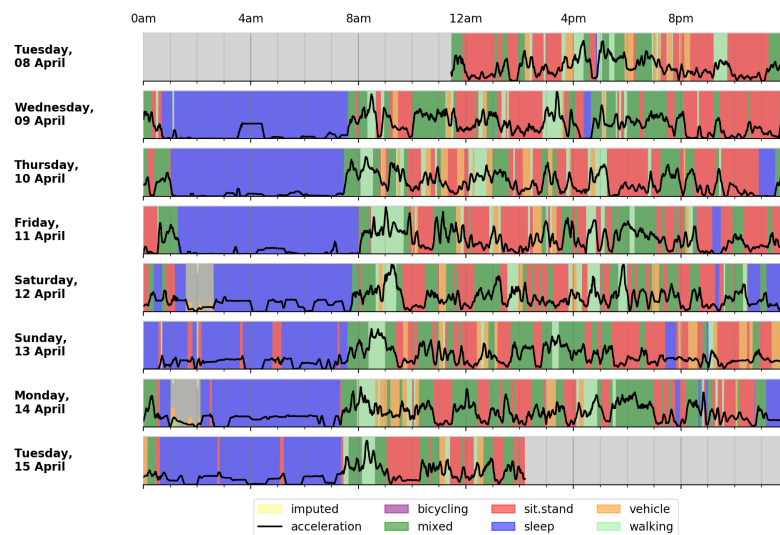 0am 4am 8am 12am 4pm 8pm
Tuesday,
08 April
Wednesday,
09 April
Thursday,
10 April
Friday,
11 April
Saturday,
12 April
Sunday,
13 April
Monday,
14 April
Tuesday,
15 April
imputed bicycling sit.stand vehicle
acceleration mixed sleep walking